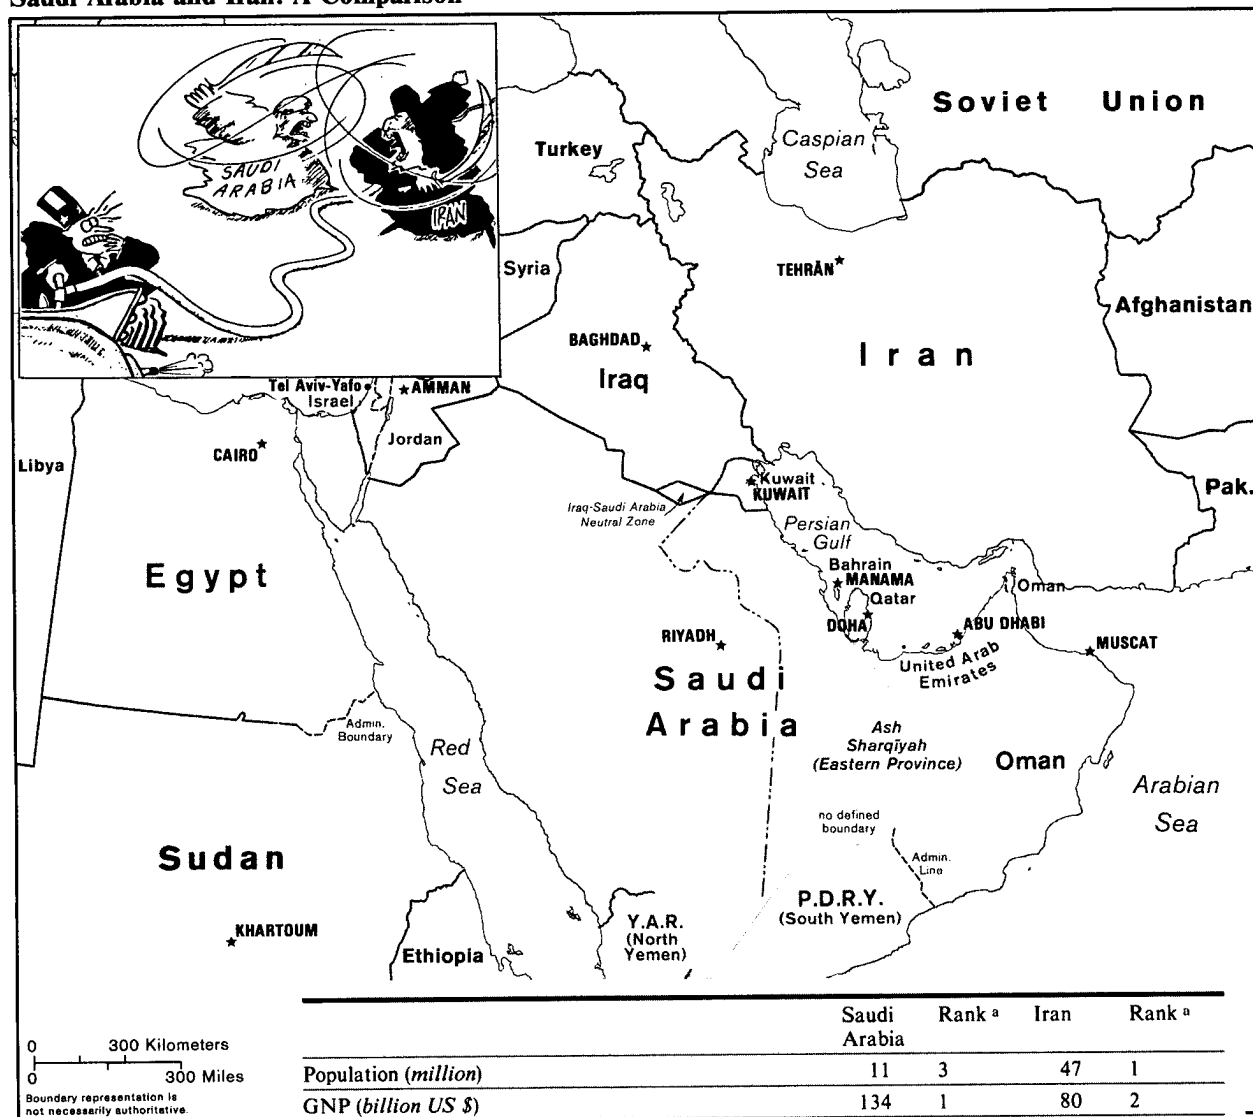 Saudi Arabia and Iran: A Comparison
SAUDI
ARABIA
IRAN
Soviet Union
Caspian
Sea
Turkey
TEHRĀN
Syria
Afghanistan
BAGHDAD
Iraq
Iran
Tel Aviv-Yafo
Israel
AMMAN
Jordan
CAIRO
Libya
Kuwait
KUWAIT
Pak.
Iraq-Saudi Arabia
Neutral Zone
Persian
Gulf
Egypt
Bahrain
MANAMA
Qatar
Oman
DOHA
ABU DHABI
RIYADH
MUSCAT
United Arab
Emirates
Saudi
Arabia
Admin.
Boundary
Red
Sea
Ash
Sharqīyah
(Eastern Province)
Oman
Arabian
Sea
no defined
boundary
Sudan
Admin.
Line
P.D.R.Y.
(South Yemen)
Y.A.R.
(North
Yemen)
KHARTOUM
Ethiopia
0 300 Kilometers
0 300 Miles
Boundary representation is
not necessarily authoritative.
Saudi Arabia Rank a Iran Rank a
Population (million) 11 3 47 1
GNP (billion US $) 134 1 80 2